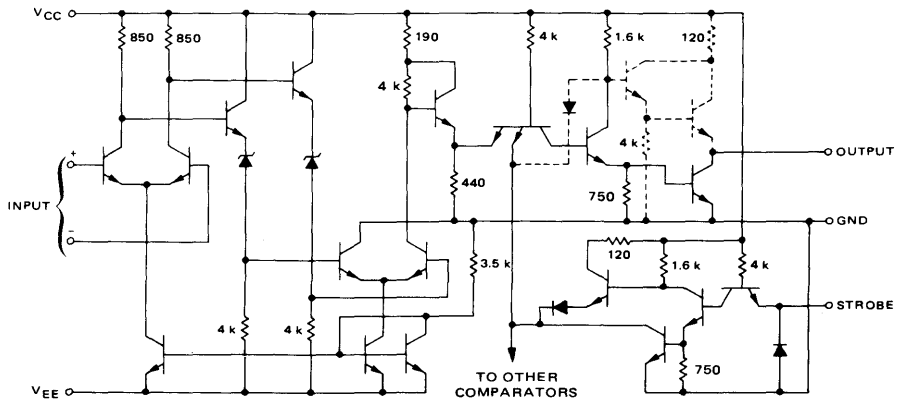 VCC
850
850
190
4 k
1.6 k
120
4 k
4 k
+
INPUT
−
440
750
OUTPUT
GND
3.5 k
120
1.6 k
4 k
STROBE
4 k
4 k
750
VEE
TO OTHER
COMPARATORS